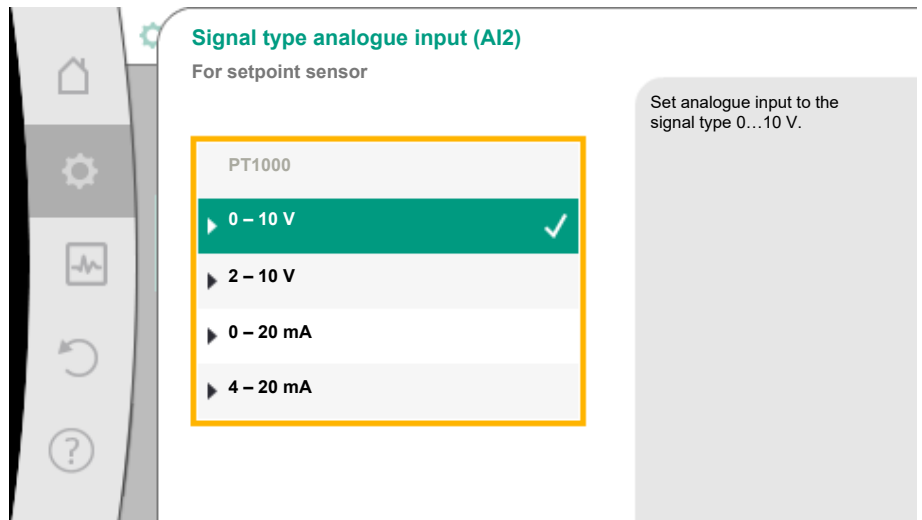 Signal type analogue input (AI2)
For setpoint sensor
PT1000
0 – 10 V
2 – 10 V
0 – 20 mA
4 – 20 mA
Set analogue input to the
signal type 0…10 V.
?